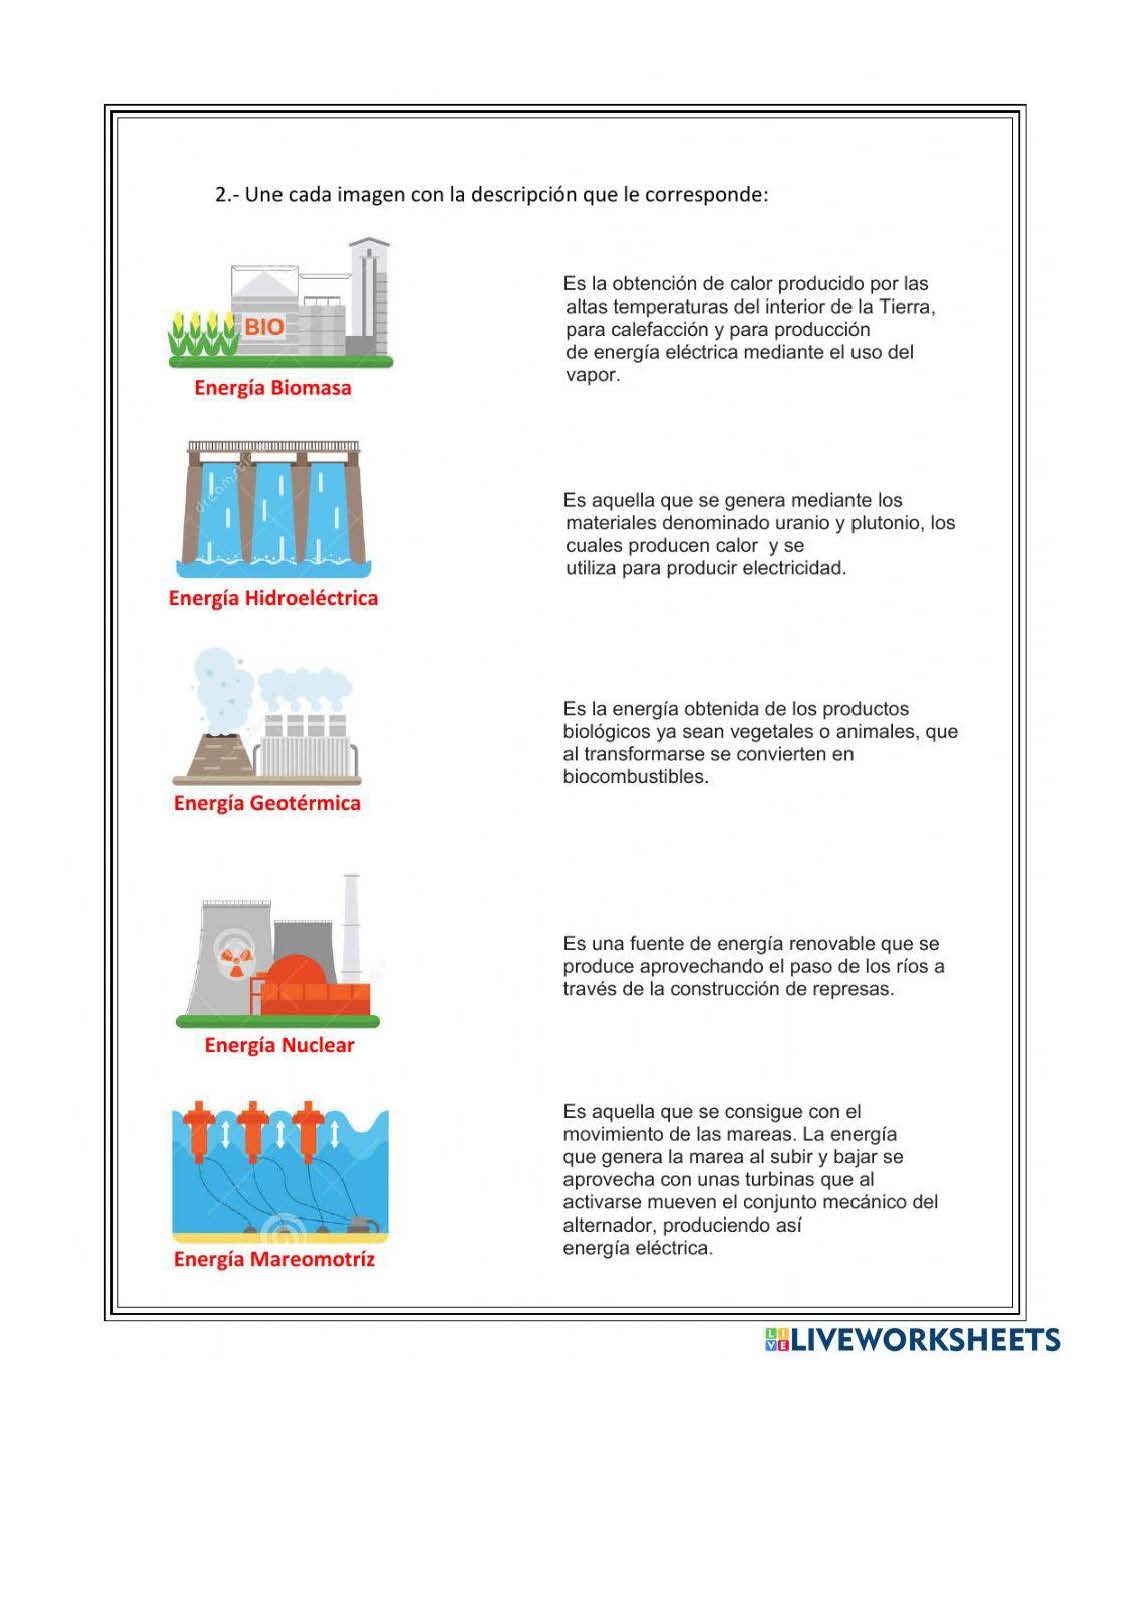 2.- Une cada imagen con la descripción que le corresponde:
BIO
Energía Biomasa
Es la obtención de calor producido por las
altas temperaturas del interior de la Tierra,
para calefacción y para producción
de energía eléctrica mediante el uso del
vapor.
dreamstime
Energía Hidroeléctrica
Es aquella que se genera mediante los
materiales denominado uranio y plutonio, los
cuales producen calor y se
utiliza para producir electricidad.
Energía Geotérmica
Es la energía obtenida de los productos
biológicos ya sean vegetales o animales, que
al transformarse se convierten en
biocombustibles.
Energía Nuclear
Es una fuente de energía renovable que se
produce aprovechando el paso de los ríos a
través de la construcción de represas.
Energía Mareomotríz
Es aquella que se consigue con el
movimiento de las mareas. La energía
que genera la marea al subir y bajar se
aprovecha con unas turbinas que al
activarse mueven el conjunto mecánico del
alternador, produciendo así
energía eléctrica.
LIVE LIVEWORKSHEETS